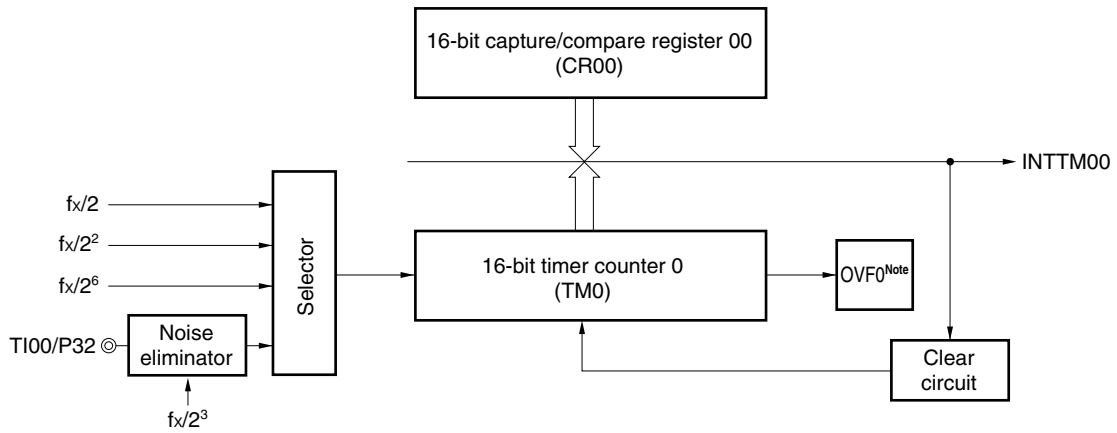 16-bit capture/compare register 00
(CR00)
INTTM00
fx/2
fx/2²
fx/2⁶
Selector
16-bit timer counter 0
(TM0)
OVF0Note
TI00/P32
Noise
eliminator
Clear
circuit
fx/2³